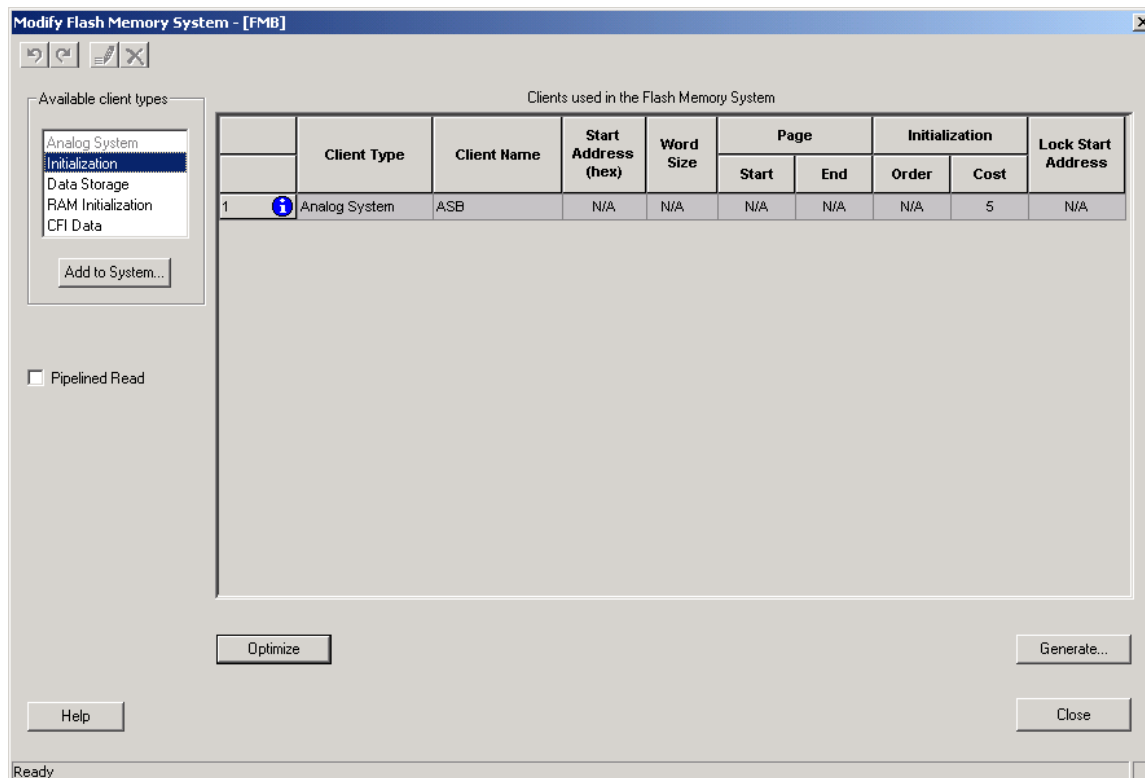 Modify Flash Memory System - [FMB]
Available client types
Analog System
Initialization
Data Storage
RAM Initialization
CFI Data
Add to System...
Pipelined Read
Clients used in the Flash Memory System
Client Type Client Name Start Address (hex) Word Size Page Initialization Lock Start Address
Start End Order Cost
1 Analog System ASB N/A N/A N/A N/A N/A 5 N/A
Optimize Generate...
Help Close
Ready